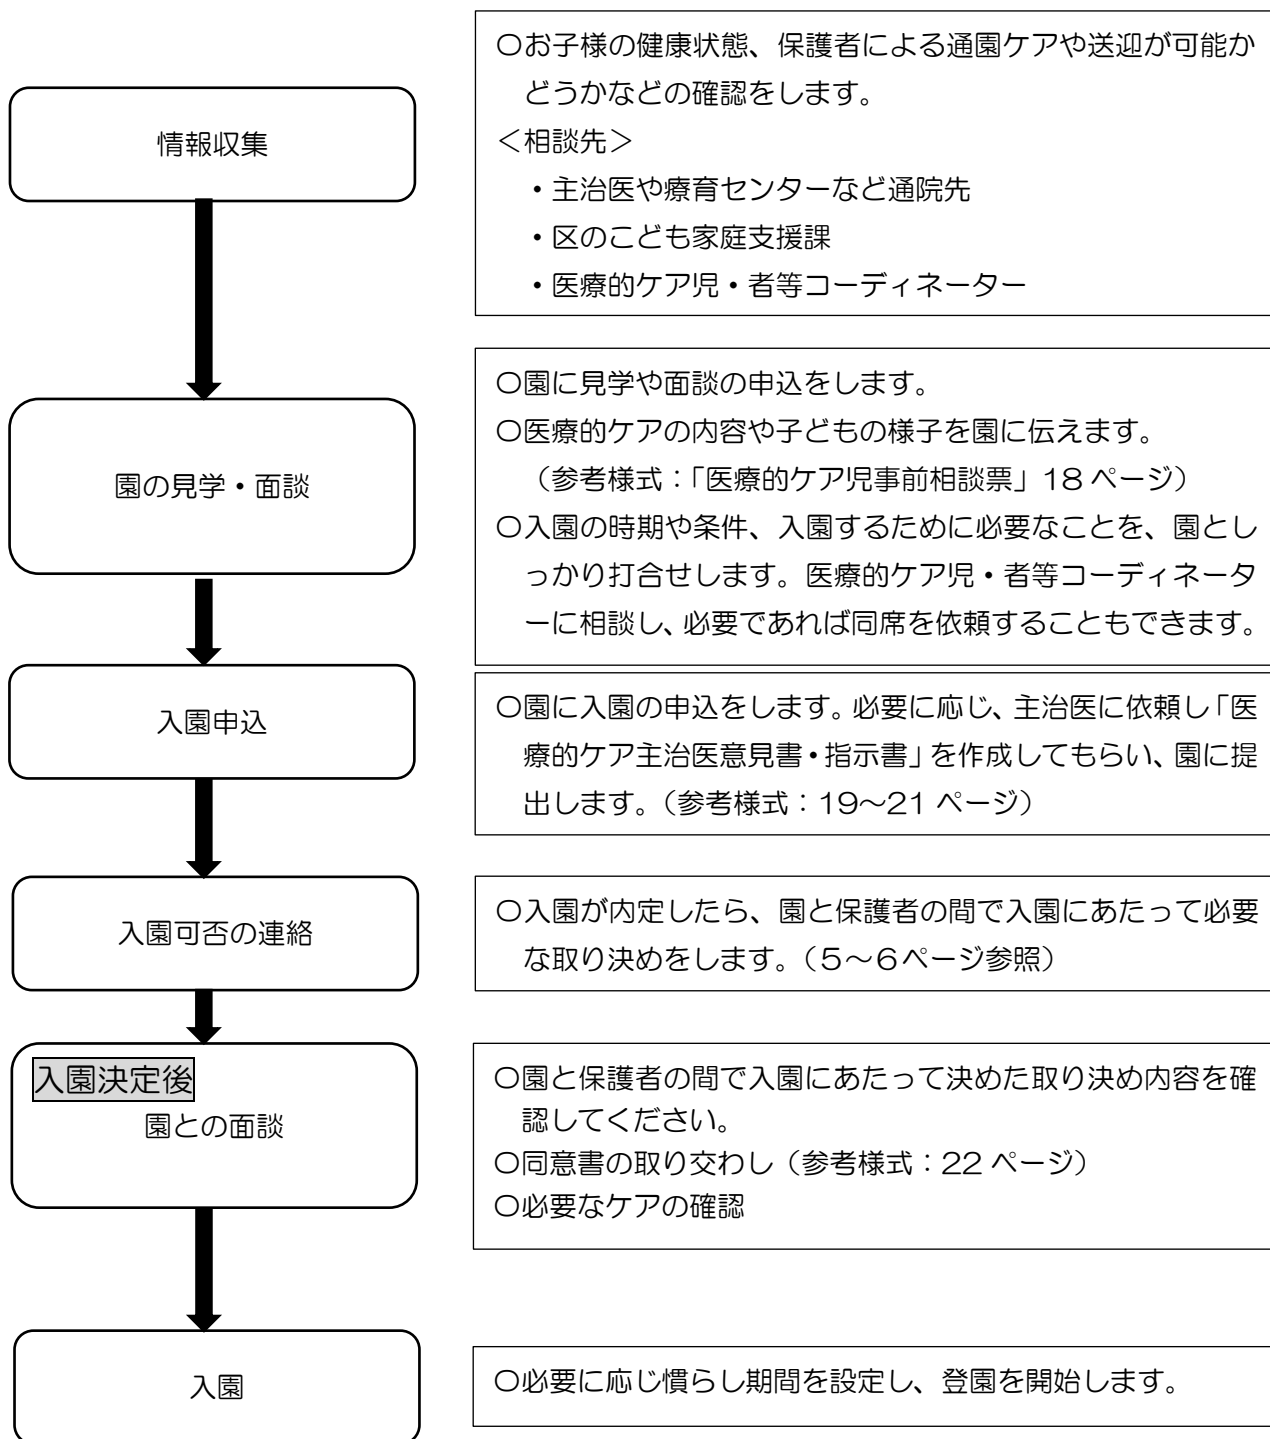 情報収集
〇お子様の健康状態、保護者による通園ケアや送迎が可能か
どうかなどの確認をします。
＜相談先＞
・主治医や療育センターなど通院先
・区のこども家庭支援課
・医療的ケア児・者等コーディネーター
園の見学・面談
〇園に見学や面談の申込をします。
〇医療的ケアの内容や子どもの様子を園に伝えます。
（参考様式：「医療的ケア児事前相談票」18 ページ）
〇入園の時期や条件、入園するために必要なことを、園とし
っかり打合せします。医療的ケア児・者等コーディネータ
ーに相談し、必要であれば同席を依頼することもできます。
入園申込
〇園に入園の申込をします。必要に応じ、主治医に依頼し「医
療的ケア主治医意見書・指示書」を作成してもらい、園に提
出します。（参考様式：19～21 ページ）
入園可否の連絡
〇入園が内定したら、園と保護者の間で入園にあたって必要
な取り決めをします。（５～６ページ参照）
入園決定後
園との面談
〇園と保護者の間で入園にあたって決めた取り決め内容を確
認してください。
〇同意書の取り交わし（参考様式：22 ページ）
〇必要なケアの確認
入園
〇必要に応じ慣らし期間を設定し、登園を開始します。